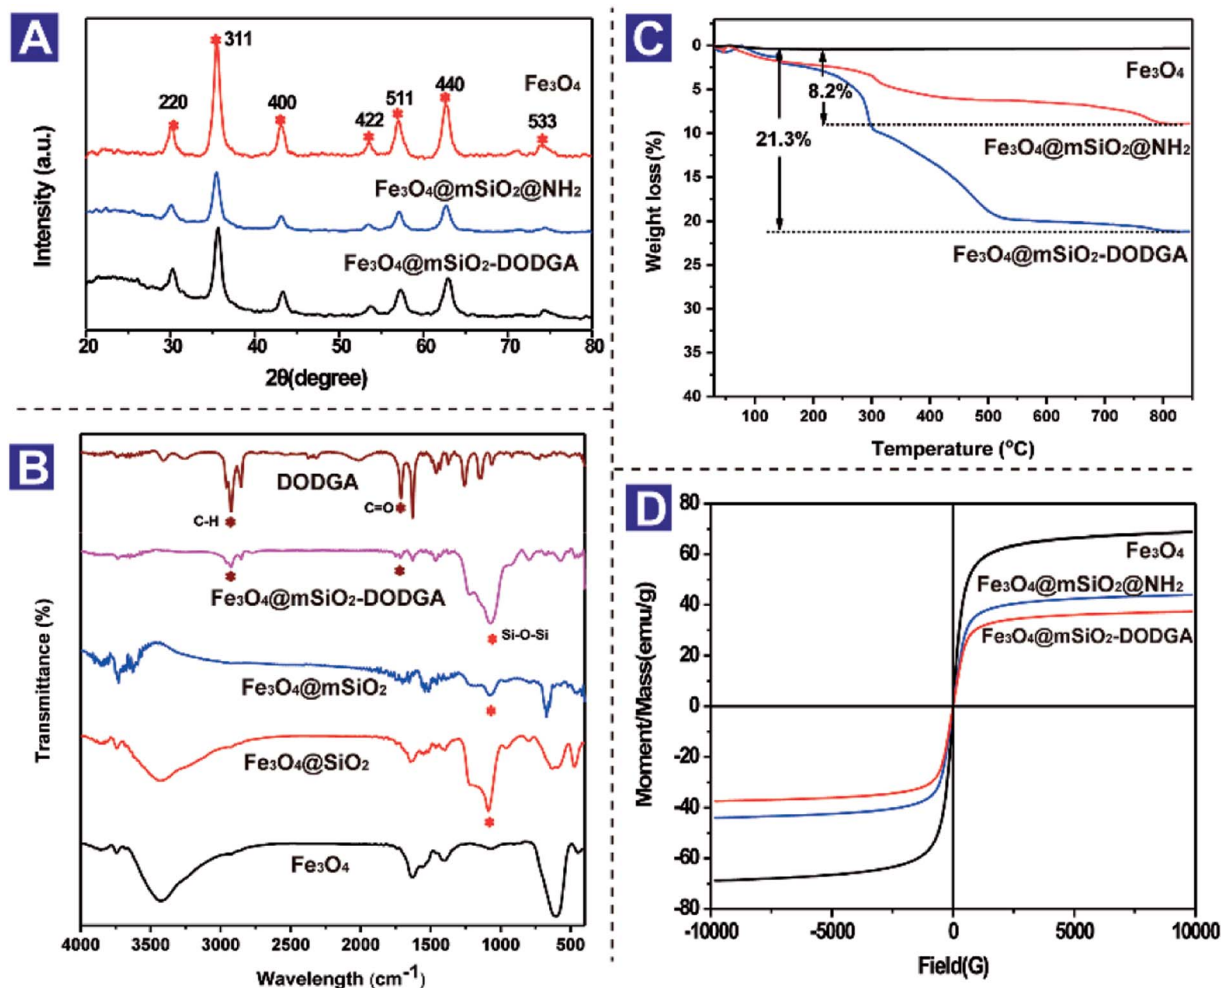 A
311
220
400
422
511
440
533
Fe₃O₄
Fe₃O₄@mSiO₂@NH₂
Fe₃O₄@mSiO₂-DODGA
Intensity (a.u.)
20 30 40 50 60 70 80
2θ(degree)
B
DODGA
C-H
C=O
Fe₃O₄@mSiO₂-DODGA
Si-O-Si
Fe₃O₄@mSiO₂
Fe₃O₄@SiO₂
Fe₃O₄
Transmittance (%)
4000 3500 3000 2500 2000 1500 1000 500
Wavelength (cm⁻¹)
C
0
5
10
15
20
25
30
35
40
Weight loss(%)
Fe₃O₄
8.2%
21.3%
Fe₃O₄@mSiO₂@NH₂
Fe₃O₄@mSiO₂-DODGA
100 200 300 400 500 600 700 800
Temperature (°C)
D
80
60
40
20
0
-20
-40
-60
-80
Moment/Mass(emu/g)
Fe₃O₄
Fe₃O₄@mSiO₂@NH₂
Fe₃O₄@mSiO₂-DODGA
-10000 -5000 0 5000 10000
Field(G)